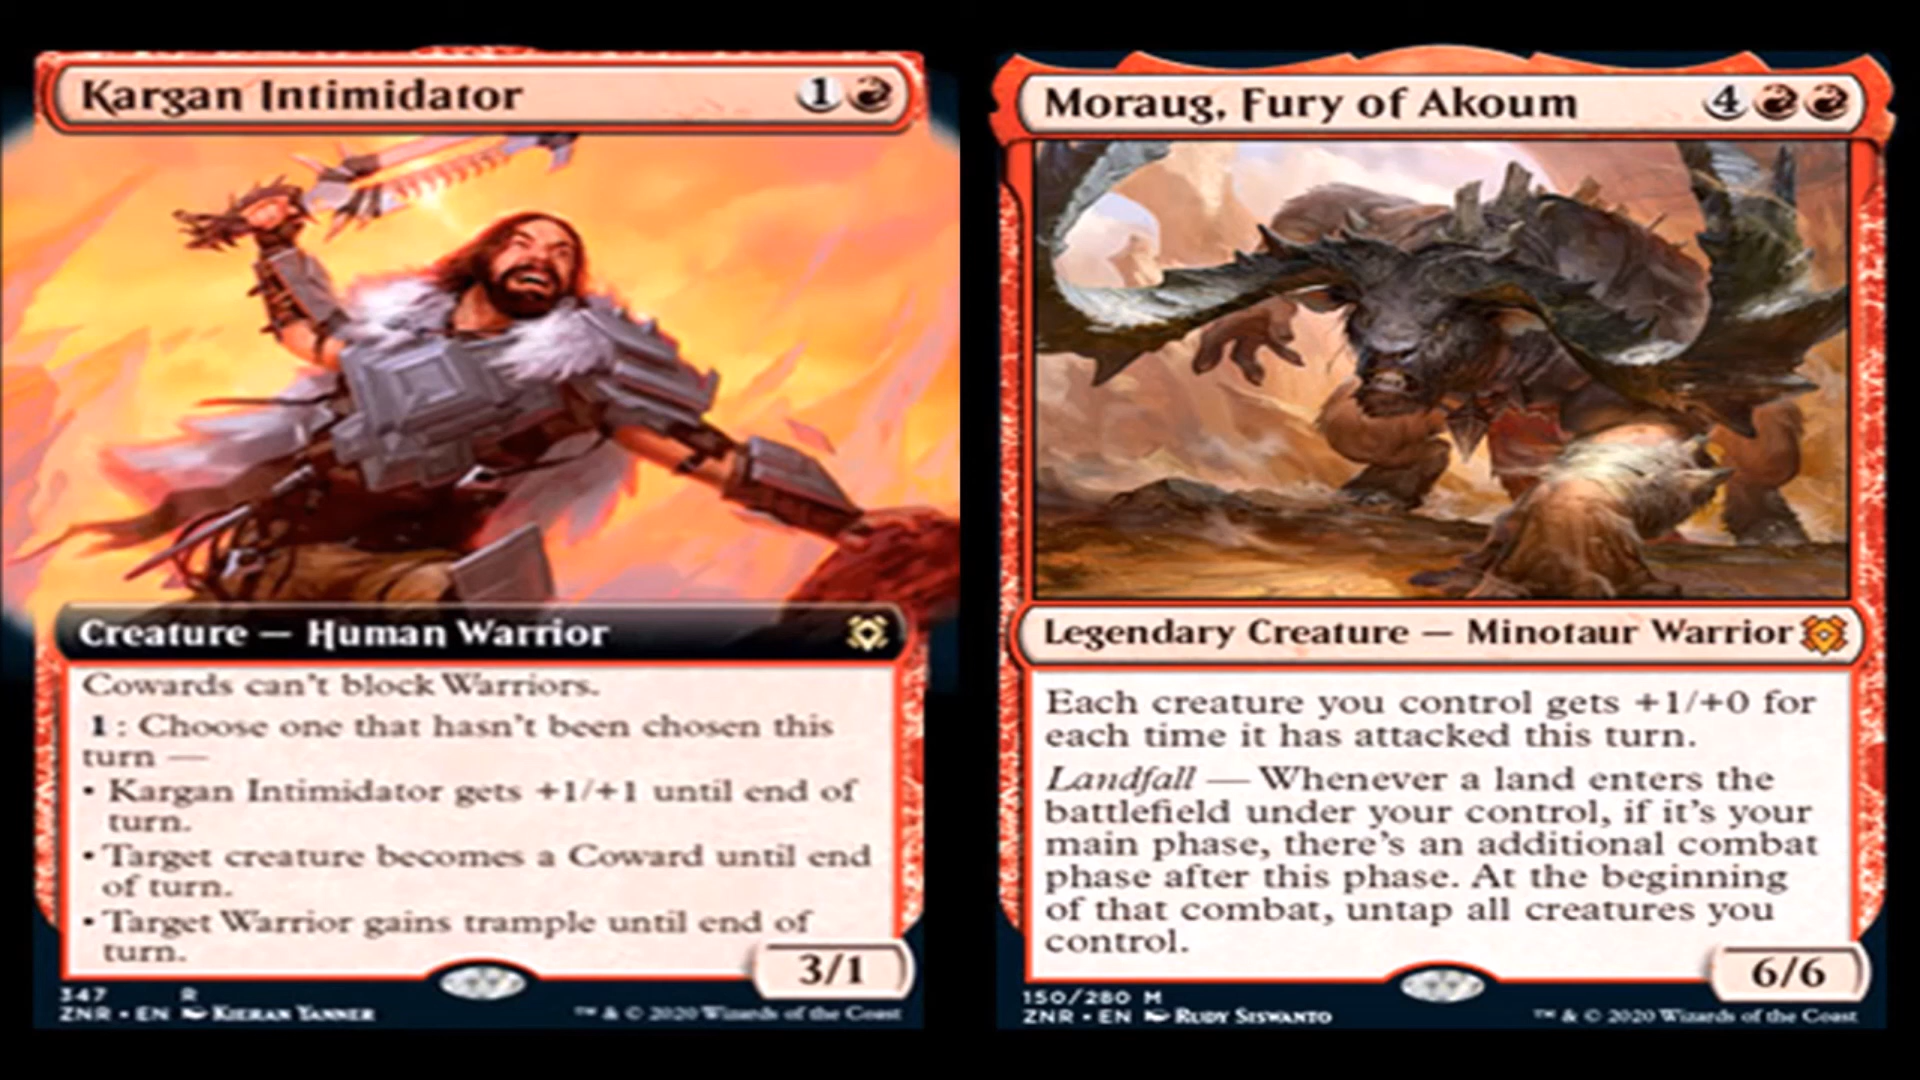 Kargan Intimidator 1
Creature — Human Warrior
Cowards can't block Warriors.
1 : Choose one that hasn't been chosen this
turn —
• Kargan Intimidator gets +1/+1 until end of
turn.
• Target creature becomes a Coward until end
of turn.
• Target Warrior gains trample until end of
turn.
3/1
347 R
ZNR • EN Kieran Yanner
™ & © 2020 Wizards of the Coast
Moraug, Fury of Akoum 4
Legendary Creature — Minotaur Warrior
Each creature you control gets +1/+0 for
each time it has attacked this turn.
Landfall — Whenever a land enters the
battlefield under your control, if it's your
main phase, there's an additional combat
phase after this phase. At the beginning
of that combat, untap all creatures you
control.
6/6
150/280 M
ZNR • EN Rudy Siswanto
™ & © 2020 Wizards of the Coast